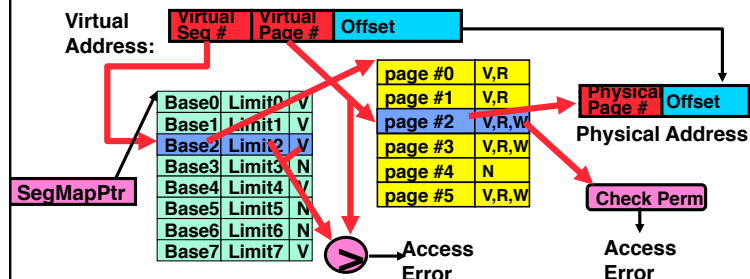 Virtual Address:
Virtual Seg #
Virtual Page #
Offset
page #0 V,R
page #1 V,R
page #2 V,R,W
page #3 V,R,W
page #4 N
page #5 V,R,W
Physical Page #
Offset
Physical Address
Base0 Limit0 V
Base1 Limit1 V
Base2 Limit2 V
Base3 Limit3 N
Base4 Limit4 V
Base5 Limit5 N
Base6 Limit6 N
Base7 Limit7 V
SegMapPtr
>
Access Error
Check Perm
Access Error